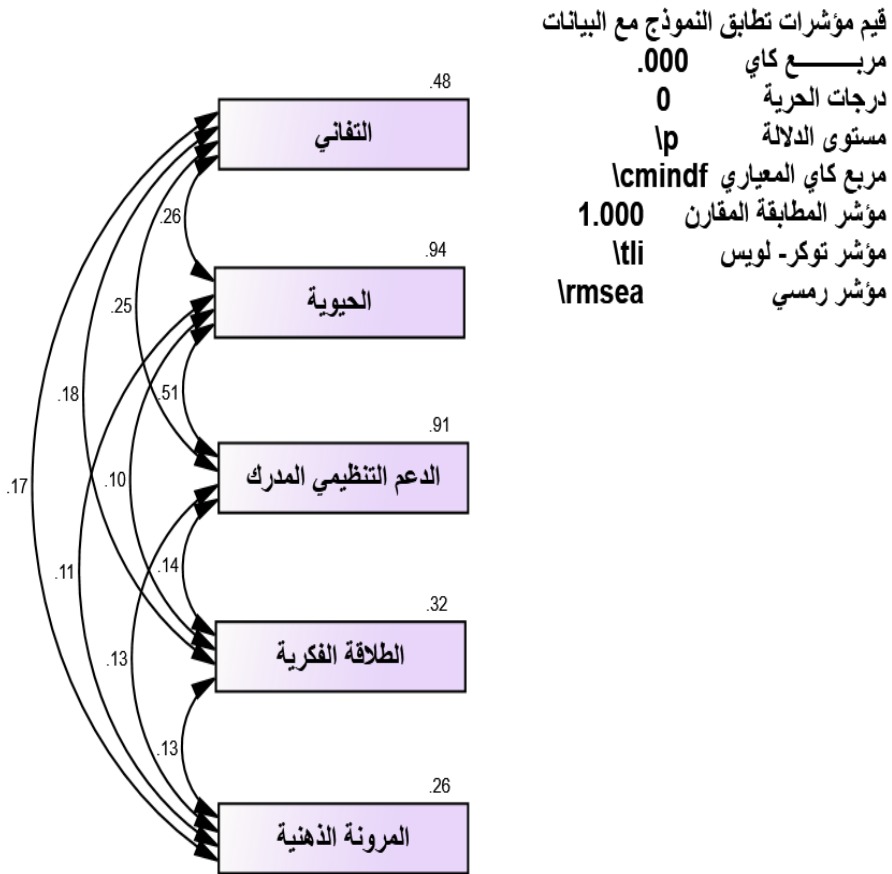 قيم مؤشرات تطابق النموذج مع البيانات
مربـــــــع كاي .000
درجات الحرية 0
مستوى الدلالة \p
مربع كاي المعياري \cmindf
مؤشر المطابقة المقارن 1.000
مؤشر توكر- لويس \tli
مؤشر رمسي \rmsea
.48
التفاني
.26
.94
الحيوية
.25
.51
.18
.91
الدعم التنظيمي المدرك
.17
.10
.11
.14
.32
الطلاقة الفكرية
.13
.13
.26
المرونة الذهنية